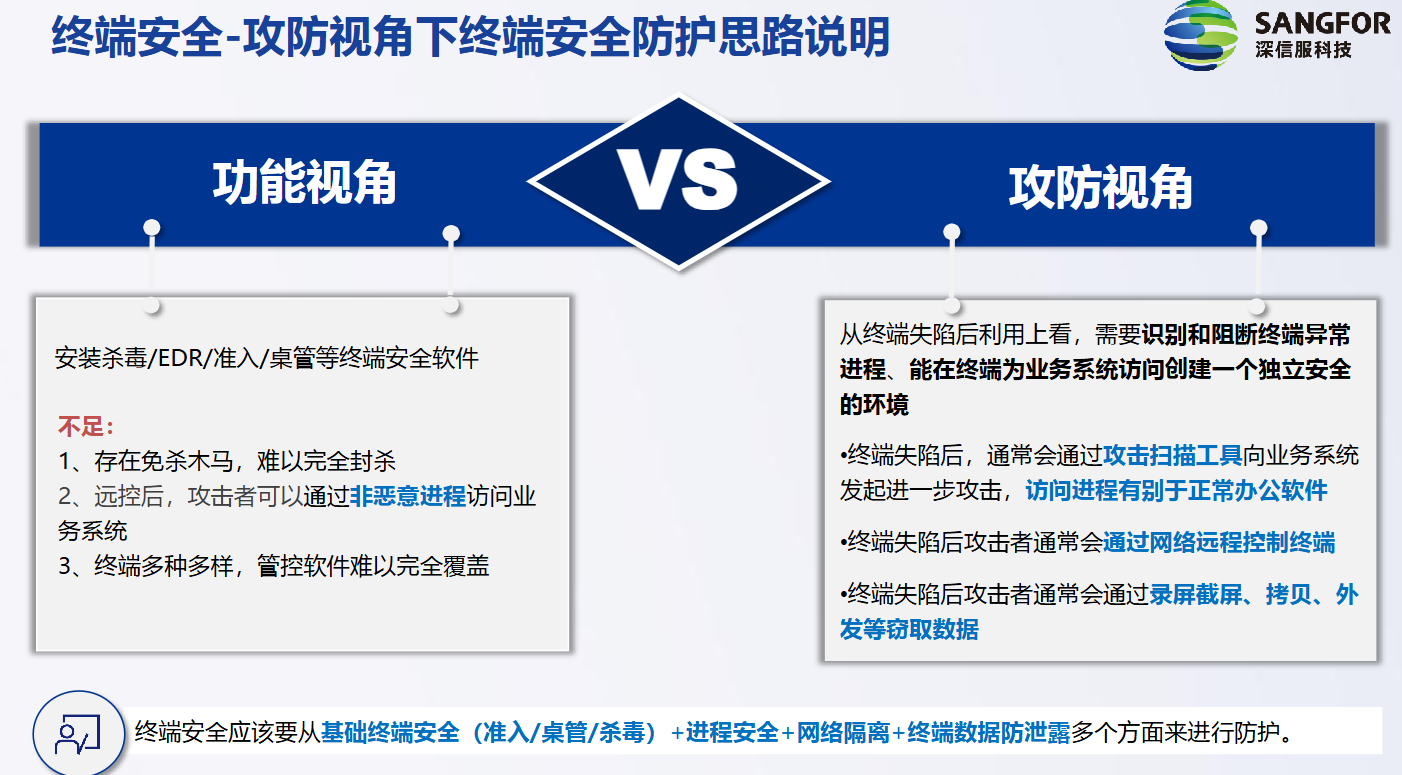 终端安全-攻防视角下终端安全防护思路说明
SANGFOR
深信服科技
功能视角
VS
攻防视角
安装杀毒/EDR/准入/桌管等终端安全软件
不足：
1、存在免杀木马，难以完全封杀
2、远控后，攻击者可以通过非恶意进程访问业
务系统
3、终端多种多样，管控软件难以完全覆盖
从终端失陷后利用上看，需要识别和阻断终端异常
进程、能在终端为业务系统访问创建一个独立安全
的环境
•终端失陷后，通常会通过攻击扫描工具向业务系统
发起进一步攻击，访问进程有别于正常办公软件
•终端失陷后攻击者通常会通过网络远程控制终端
•终端失陷后攻击者通常会通过录屏截屏、拷贝、外
发等窃取数据
终端安全应该要从基础终端安全（准入/桌管/杀毒）+进程安全+网络隔离+终端数据防泄露多个方面来进行防护。